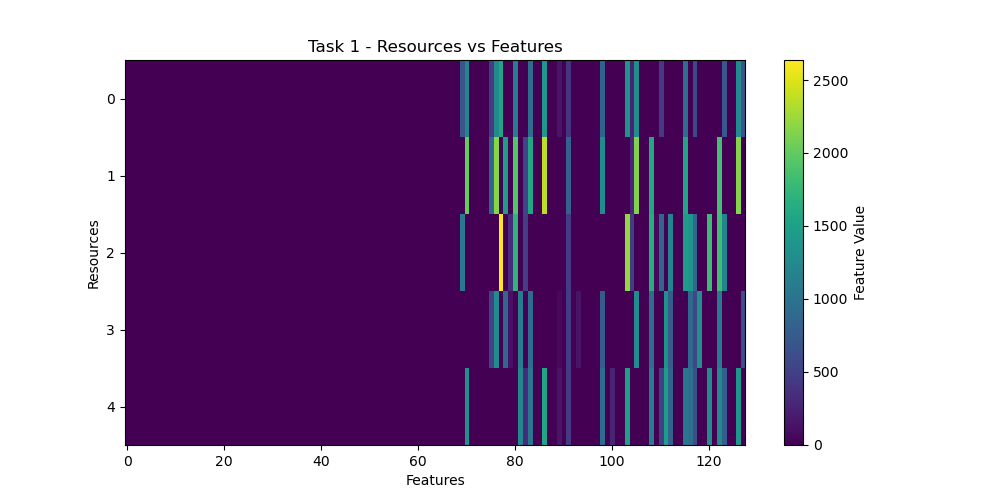 Task 1 - Resources vs Features
Resources
0
1
2
3
4
0 20 40 60 80 100 120
Features
2500
2000
1500
1000
500
0
Feature Value